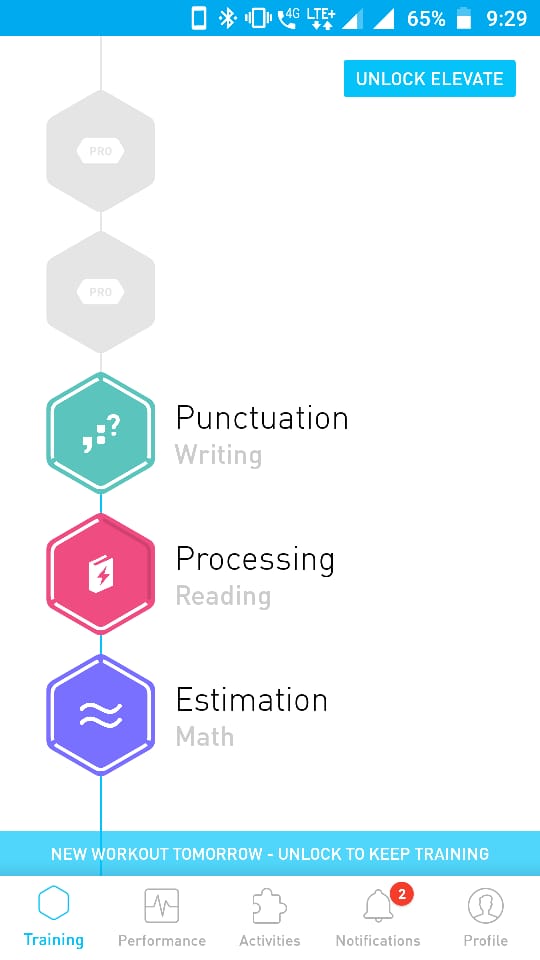 4G LTE+ 65% 9:29
UNLOCK ELEVATE
PRO
PRO
Punctuation
Writing
Processing
Reading
Estimation
Math
NEW WORKOUT TOMORROW - UNLOCK TO KEEP TRAINING
2
Training Performance Activities Notifications Profile